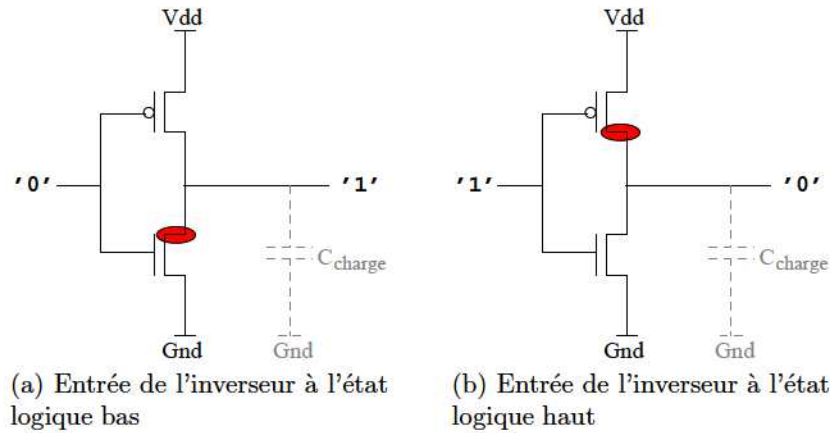 Vdd
Vdd
'0'
'1'
'1'
'0'
Ccharge
Ccharge
Gnd
Gnd
Gnd
Gnd
(a) Entrée de l'inverseur à l'état
logique bas
(b) Entrée de l'inverseur à l'état
logique haut